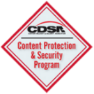 CDSA
Content Protection
& Security
Program